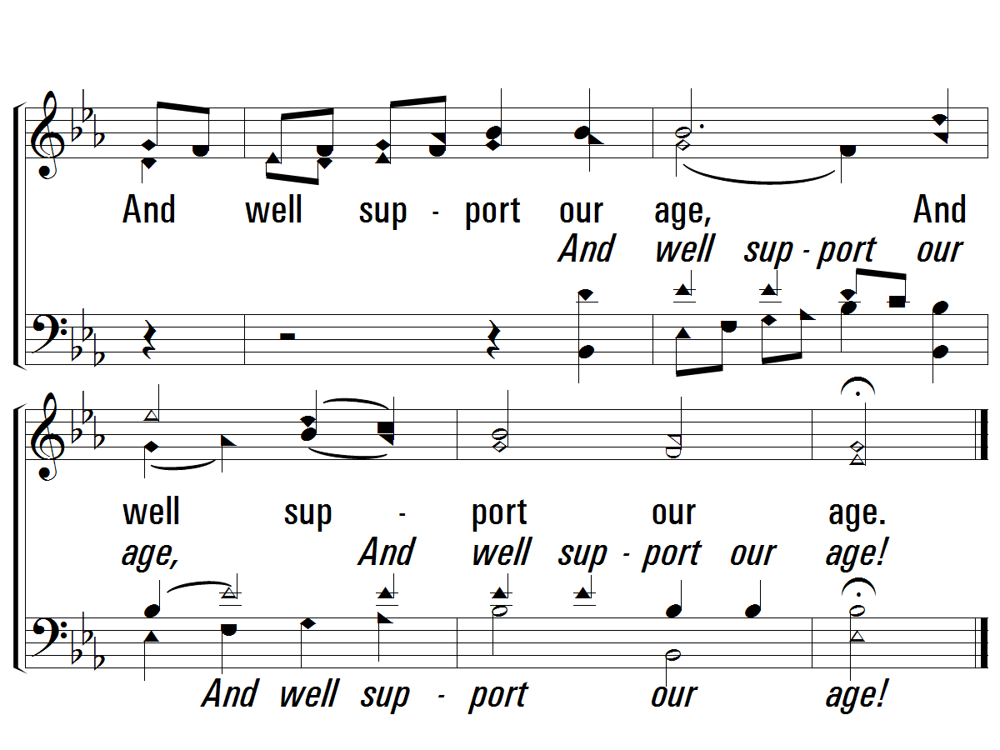 And well sup - port our age, And
And well sup - port our
well sup - port our age.
age, And well sup - port our age!
And well sup - port our age!